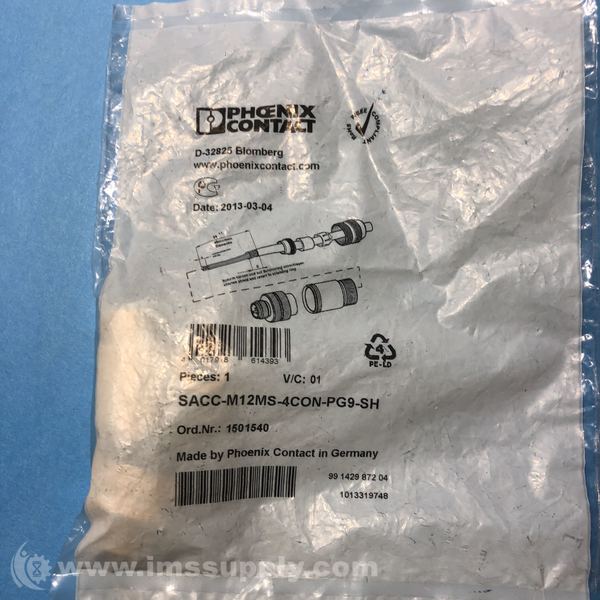 PHOENIX
CONTACT
D-32825 Blomberg
www.phoenixcontact.com
Date: 2013-03-04
614393
Pieces: 1 V/C: 01
4
PE-LD
SACC-M12MS-4CON-PG9-SH
Ord.Nr.: 1501540
Made by Phoenix Contact in Germany
99 1429 872 04
1013319748
www.imssupply.com